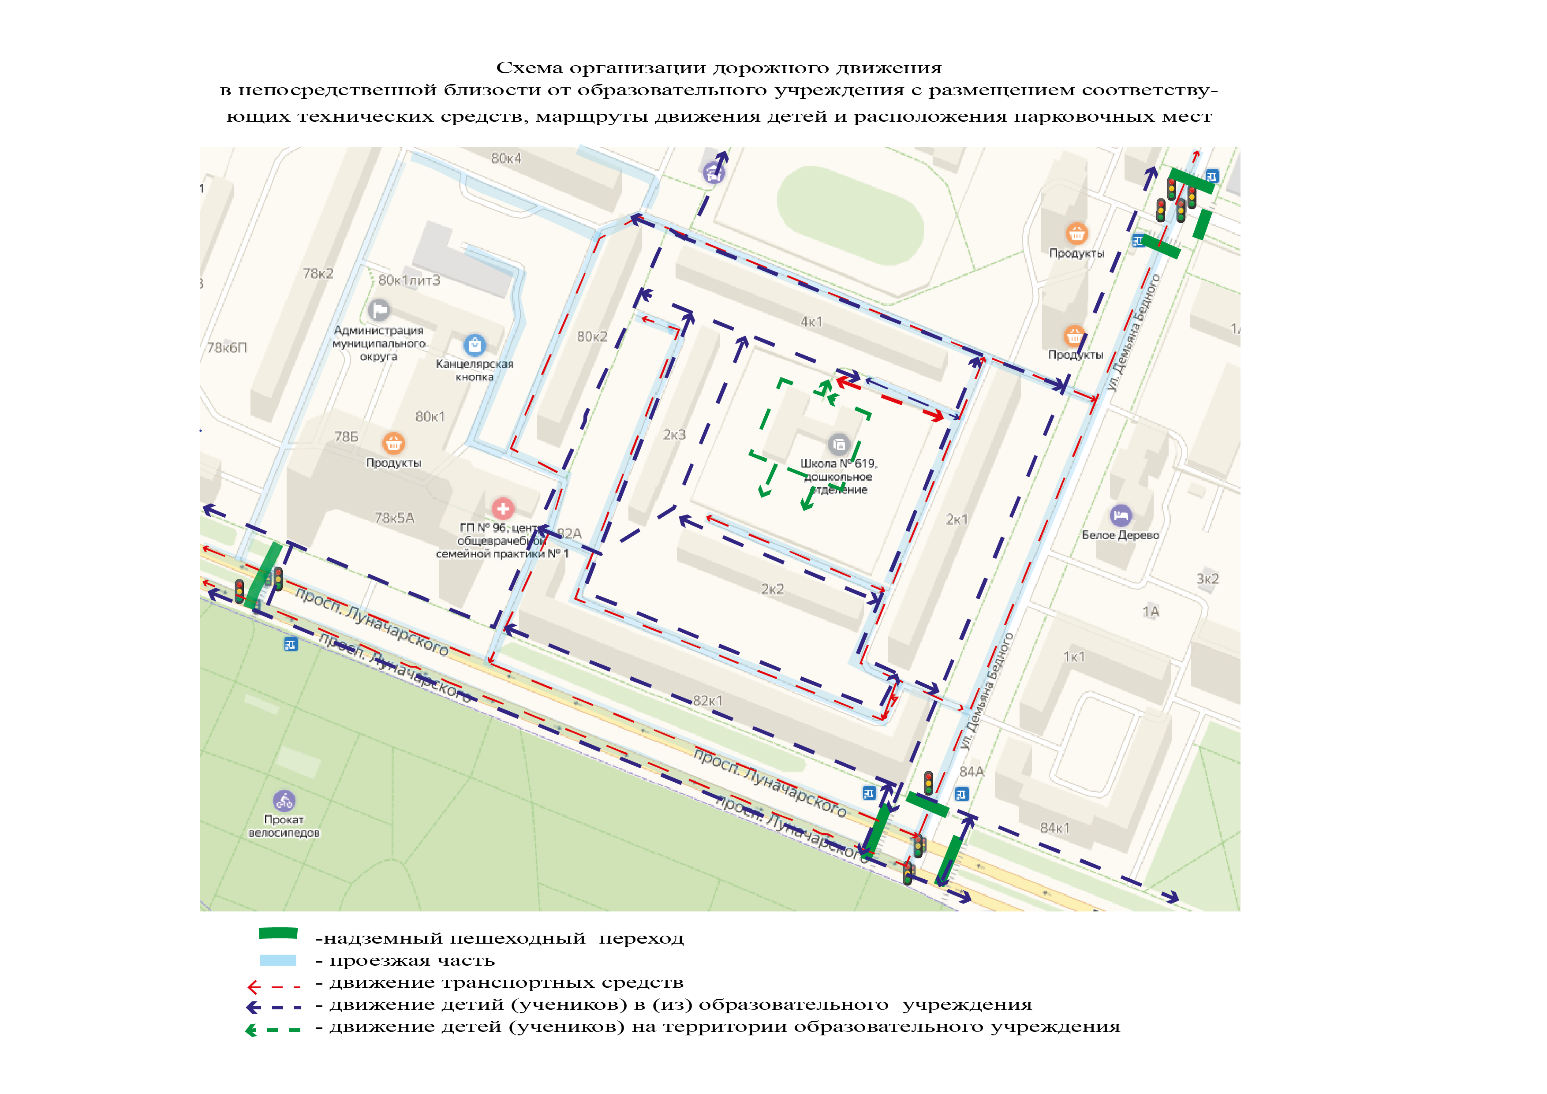 Схема организации дорожного движения
в непосредственной близости от образовательного учреждения с размещением соответству-
ющих технических средств, маршруты движения детей и расположения парковочных мест
80к4
1
78к2
80к1литЗ
Администрация
муниципального
округа
Канцелярская
кнопка
78к6П
80к2
4к1
Продукты
Продукты
ул. Демьяна Бедного
80к1
78Б
Продукты
2к3
Школа № 619,
дошкольное
отделение
78к5А
ГП № 96, центр
общеврачебной
семейной практики № 1
82А
2к1
Белое Дерево
2к2
3к2
1А
1к1
просп. Луначарского
просп. Луначарского
82к1
ул. Демьяна Бедного
просп. Луначарского
просп. Луначарского
84А
84к1
Прокат
велосипедов
-надземный пешеходный переход
- проезжая часть
- движение транспортных средств
- движение детий (учеников) в (из) образовательного учреждения
- движение детей (учеников) на территории образовательного учреждения